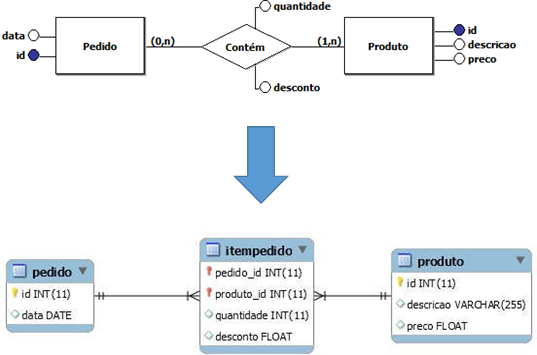 quantidade
data
id
Pedido
(0,n)
Contém
(1,n)
Produto
id
descricao
preco
desconto
pedido
id INT(11)
data DATE
itempedido
pedido_id INT(11)
produto_id INT(11)
quantidade INT(11)
desconto FLOAT
produto
id INT(11)
descricao VARCHAR(255)
preco FLOAT